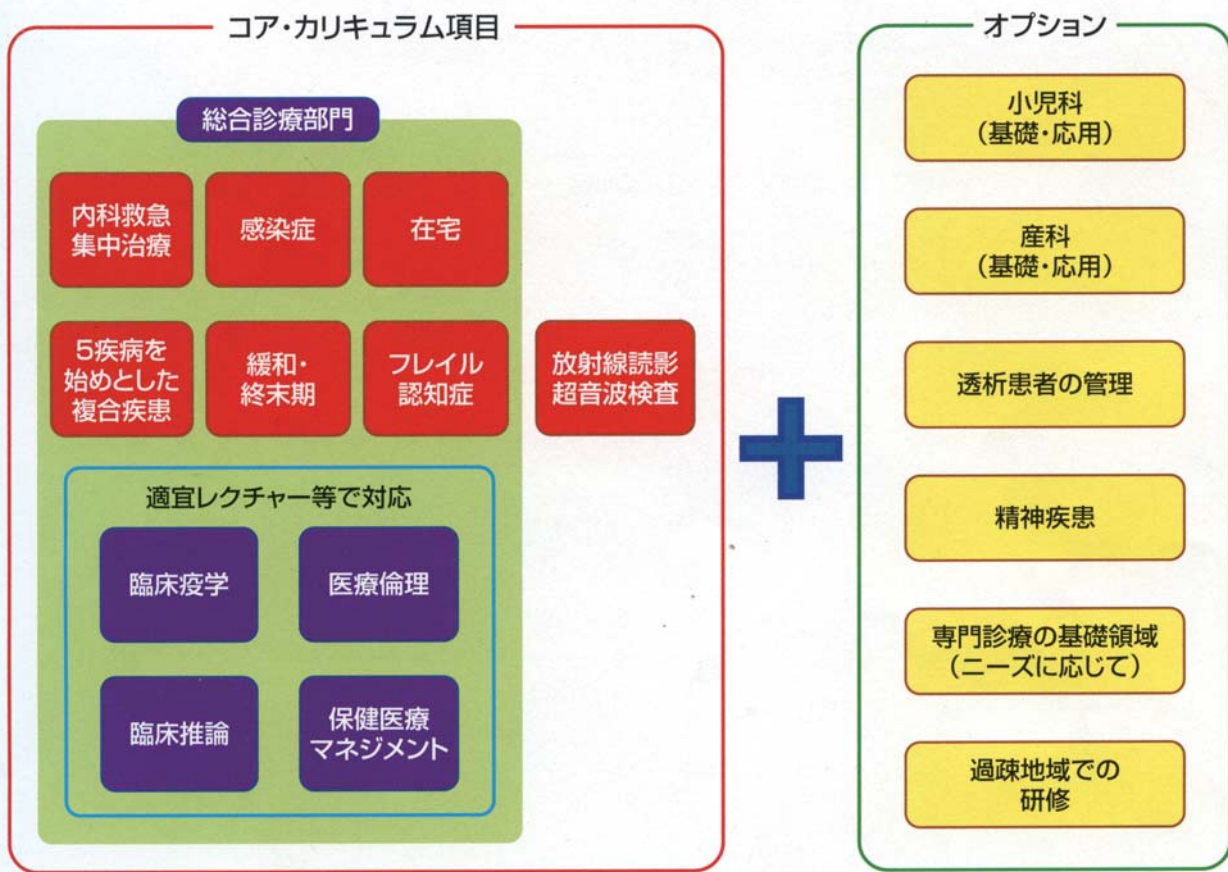 コア・カリキュラム項目
総合診療部門
内科救急
集中治療
感染症
在宅
5疾病を
始めとした
複合疾患
緩和・
終末期
フレイル
認知症
放射線読影
超音波検査
適宜レクチャー等で対応
臨床疫学
医療倫理
臨床推論
保健医療
マネジメント
オプション
小児科
(基礎・応用)
産科
(基礎・応用)
透析患者の管理
精神疾患
専門診療の基礎領域
(ニーズに応じて)
過疎地域での
研修